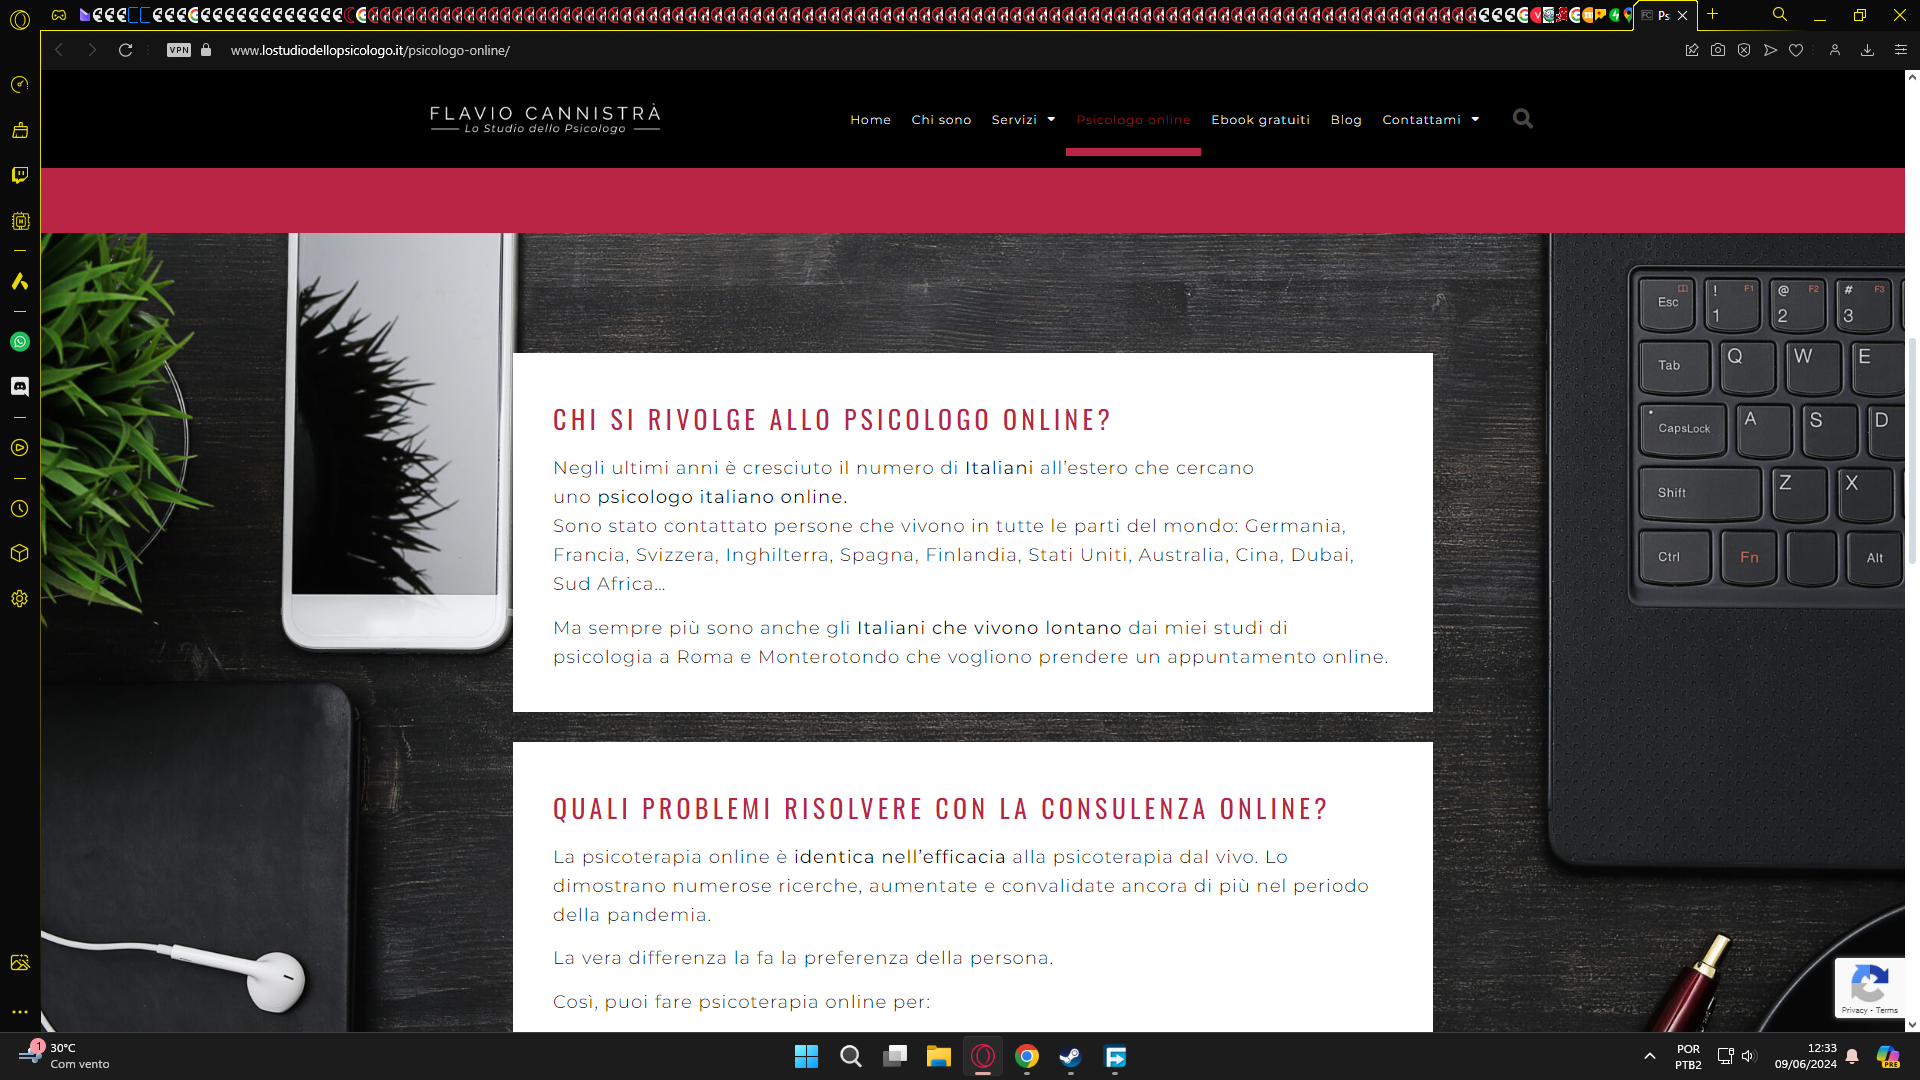 Ps
VPN
www.lostudiodellopsicologo.it/psicologo-online/
FLAVIO CANNISTRÀ
Lo Studio dello Psicologo
Home
Chi sono
Servizi
Psicologo online
Ebook gratuiti
Blog
Contattami
CHI SI RIVOLGE ALLO PSICOLOGO ONLINE?
Negli ultimi anni è cresciuto il numero di Italiani all'estero che cercano
uno psicologo italiano online.
Sono stato contattato persone che vivono in tutte le parti del mondo: Germania,
Francia, Svizzera, Inghilterra, Spagna, Finlandia, Stati Uniti, Australia, Cina, Dubai,
Sud Africa…
Ma sempre più sono anche gli Italiani che vivono lontano dai miei studi di
psicologia a Roma e Monterotondo che vogliono prendere un appuntamento online.
QUALI PROBLEMI RISOLVERE CON LA CONSULENZA ONLINE?
La psicoterapia online è identica nell'efficacia alla psicoterapia dal vivo. Lo
dimostrano numerose ricerche, aumentate e convalidate ancora di più nel periodo
della pandemia.
La vera differenza la fa la preferenza della persona.
Così, puoi fare psicoterapia online per:
Esc
! 1 F1
@ 2 F2
# 3 F3
Tab
Q
W
E
CapsLock
A
S
D
Shift
Z
X
Ctrl
Fn
Alt
Privacy - Terms
1
30°C
Com vento
POR
PTB2
12:33
09/06/2024
PRE